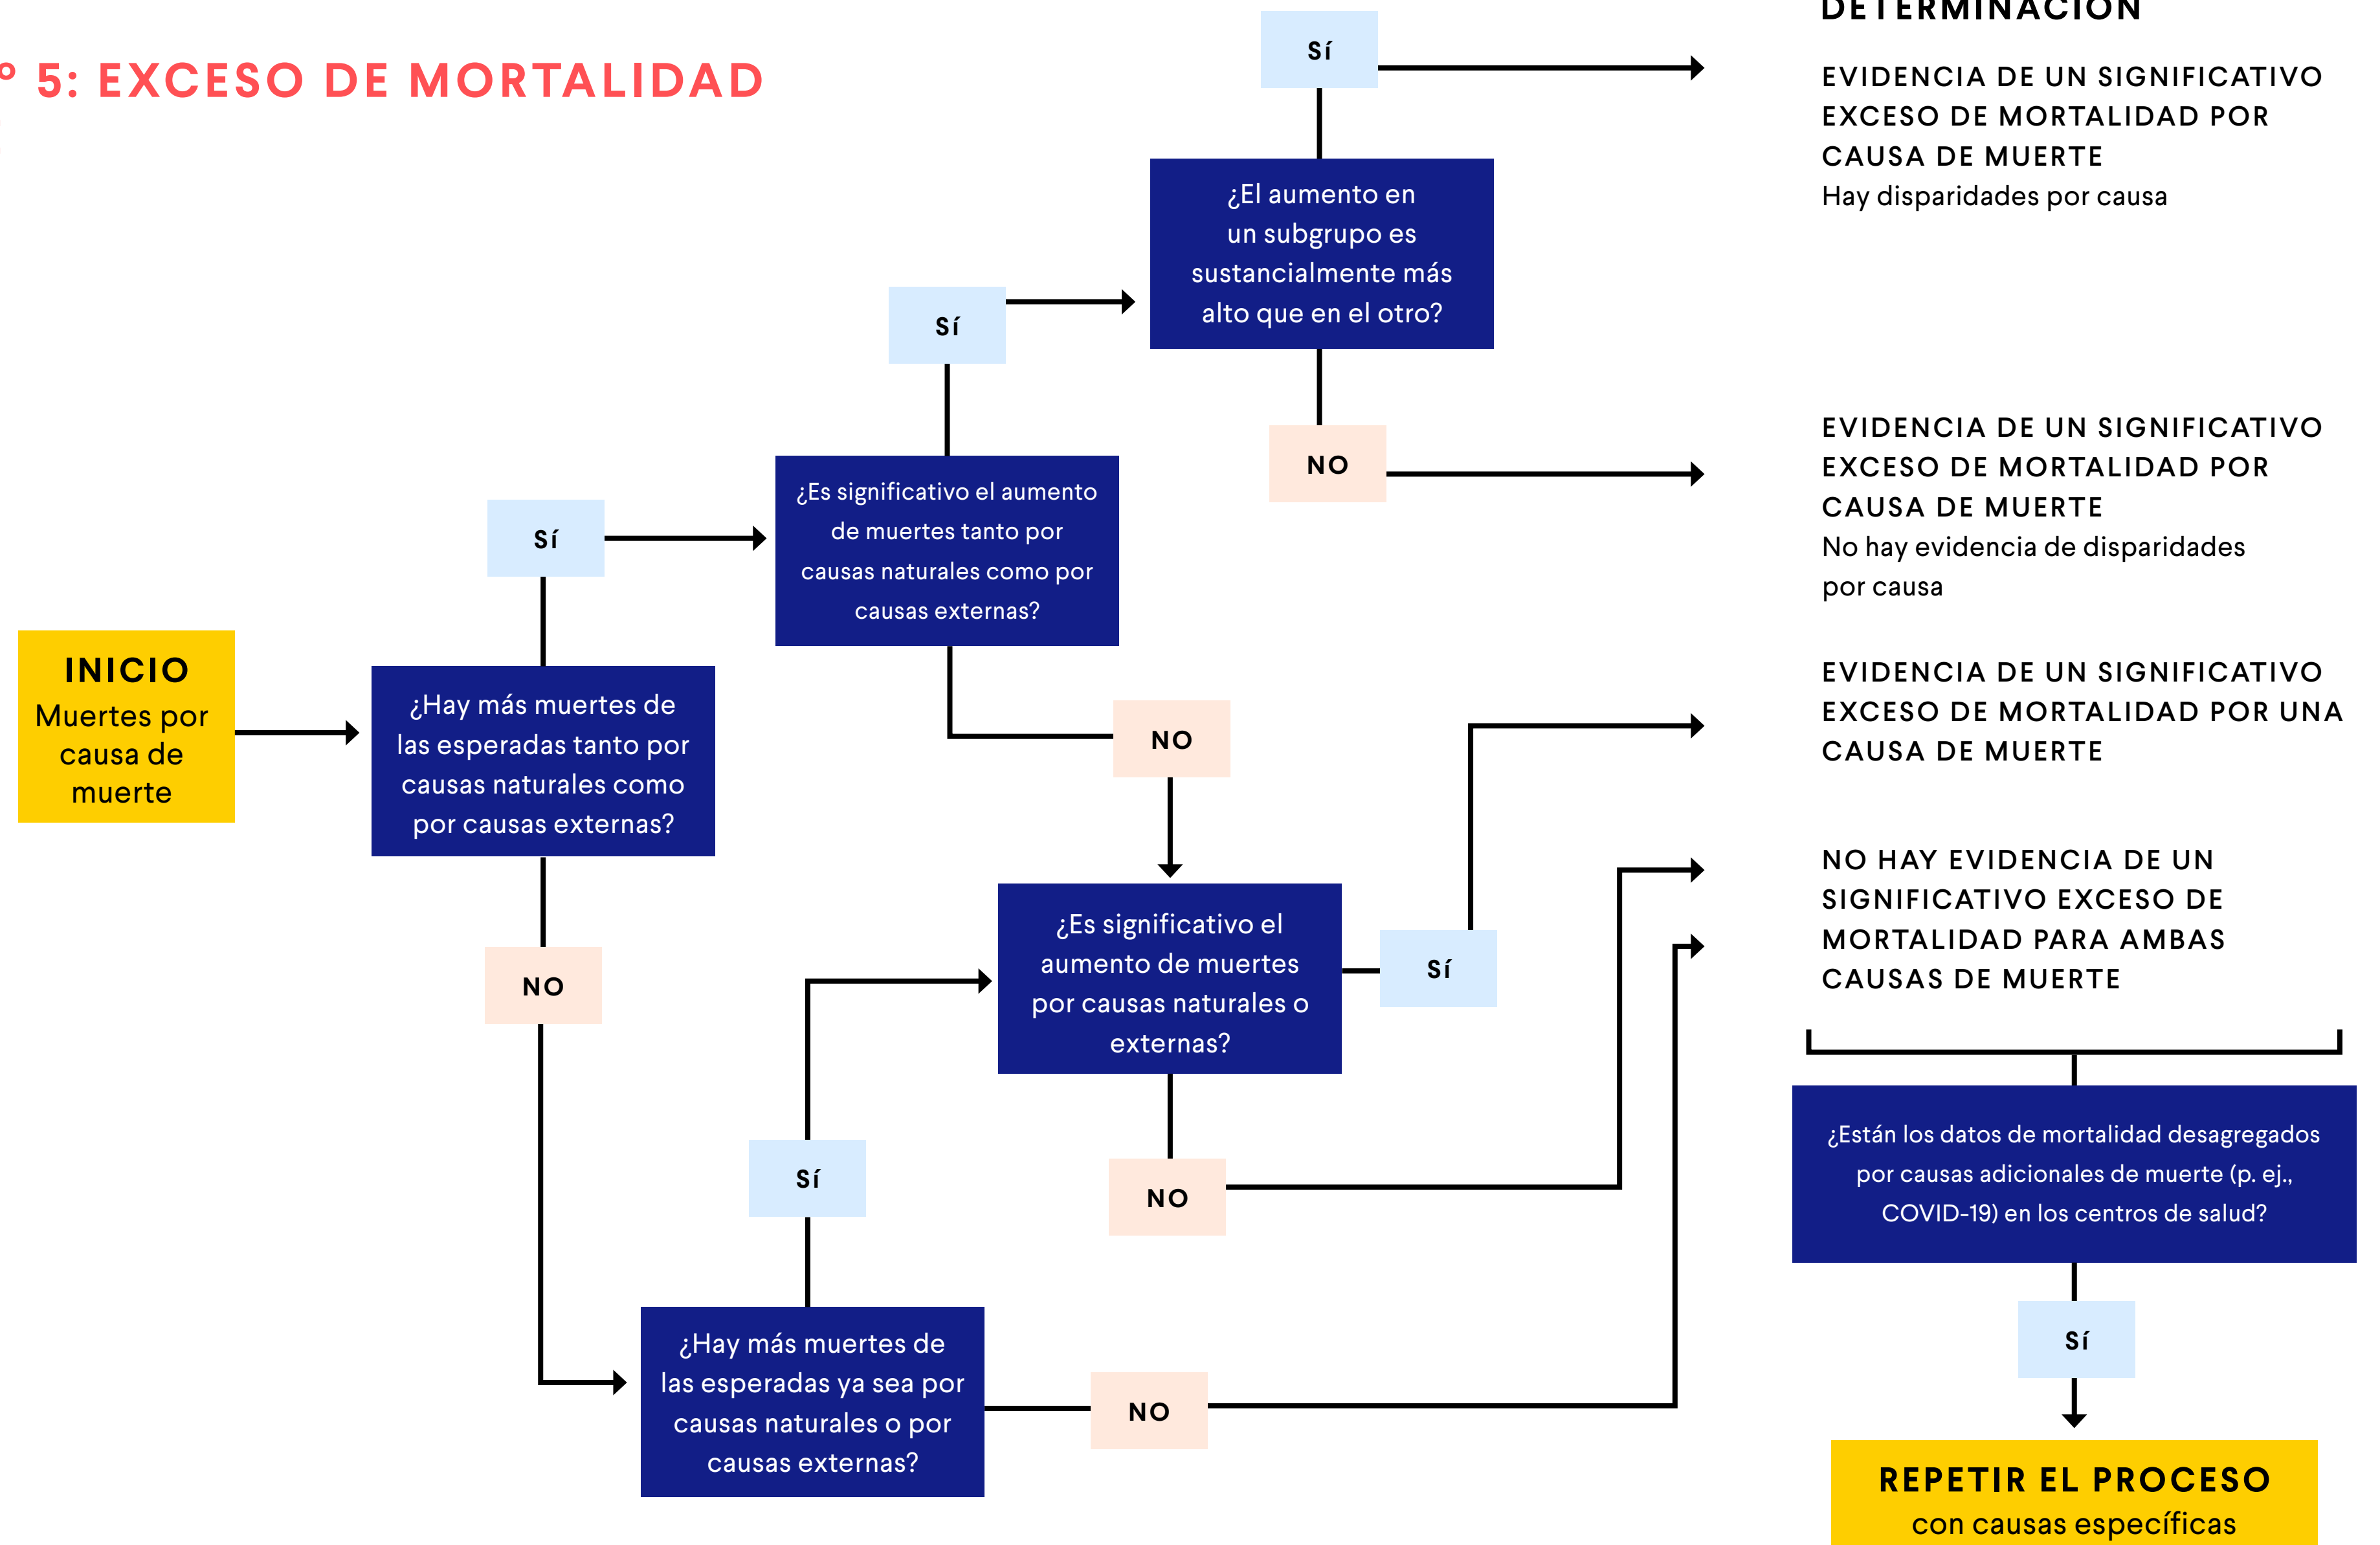 º 5: EXCESO DE MORTALIDAD
INICIO
Muertes por
causa de
muerte
¿Hay más muertes de
las esperadas tanto por
causas naturales como
por causas externas?
Sí
NO
¿Es significativo el aumento
de muertes tanto por
causas naturales como por
causas externas?
Sí
NO
¿El aumento en
un subgrupo es
sustancialmente más
alto que en el otro?
Sí
NO
¿Es significativo el
aumento de muertes
por causas naturales o
externas?
Sí
NO
¿Hay más muertes de
las esperadas ya sea por
causas naturales o por
causas externas?
Sí
NO
DETERMINACIÓN
EVIDENCIA DE UN SIGNIFICATIVO
EXCESO DE MORTALIDAD POR
CAUSA DE MUERTE
Hay disparidades por causa
EVIDENCIA DE UN SIGNIFICATIVO
EXCESO DE MORTALIDAD POR
CAUSA DE MUERTE
No hay evidencia de disparidades
por causa
EVIDENCIA DE UN SIGNIFICATIVO
EXCESO DE MORTALIDAD POR UNA
CAUSA DE MUERTE
NO HAY EVIDENCIA DE UN
SIGNIFICATIVO EXCESO DE
MORTALIDAD PARA AMBAS
CAUSAS DE MUERTE
¿Están los datos de mortalidad desagregados
por causas adicionales de muerte (p. ej.,
COVID-19) en los centros de salud?
Sí
REPETIR EL PROCESO
con causas específicas